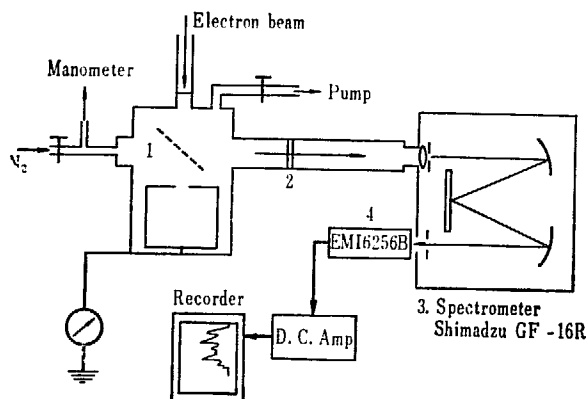 Electron beam
Manometer
Pump
N₂
1
2
4
EMI6256B
3. Spectrometer
Shimadzu GF -16R
Recorder
D. C. Amp